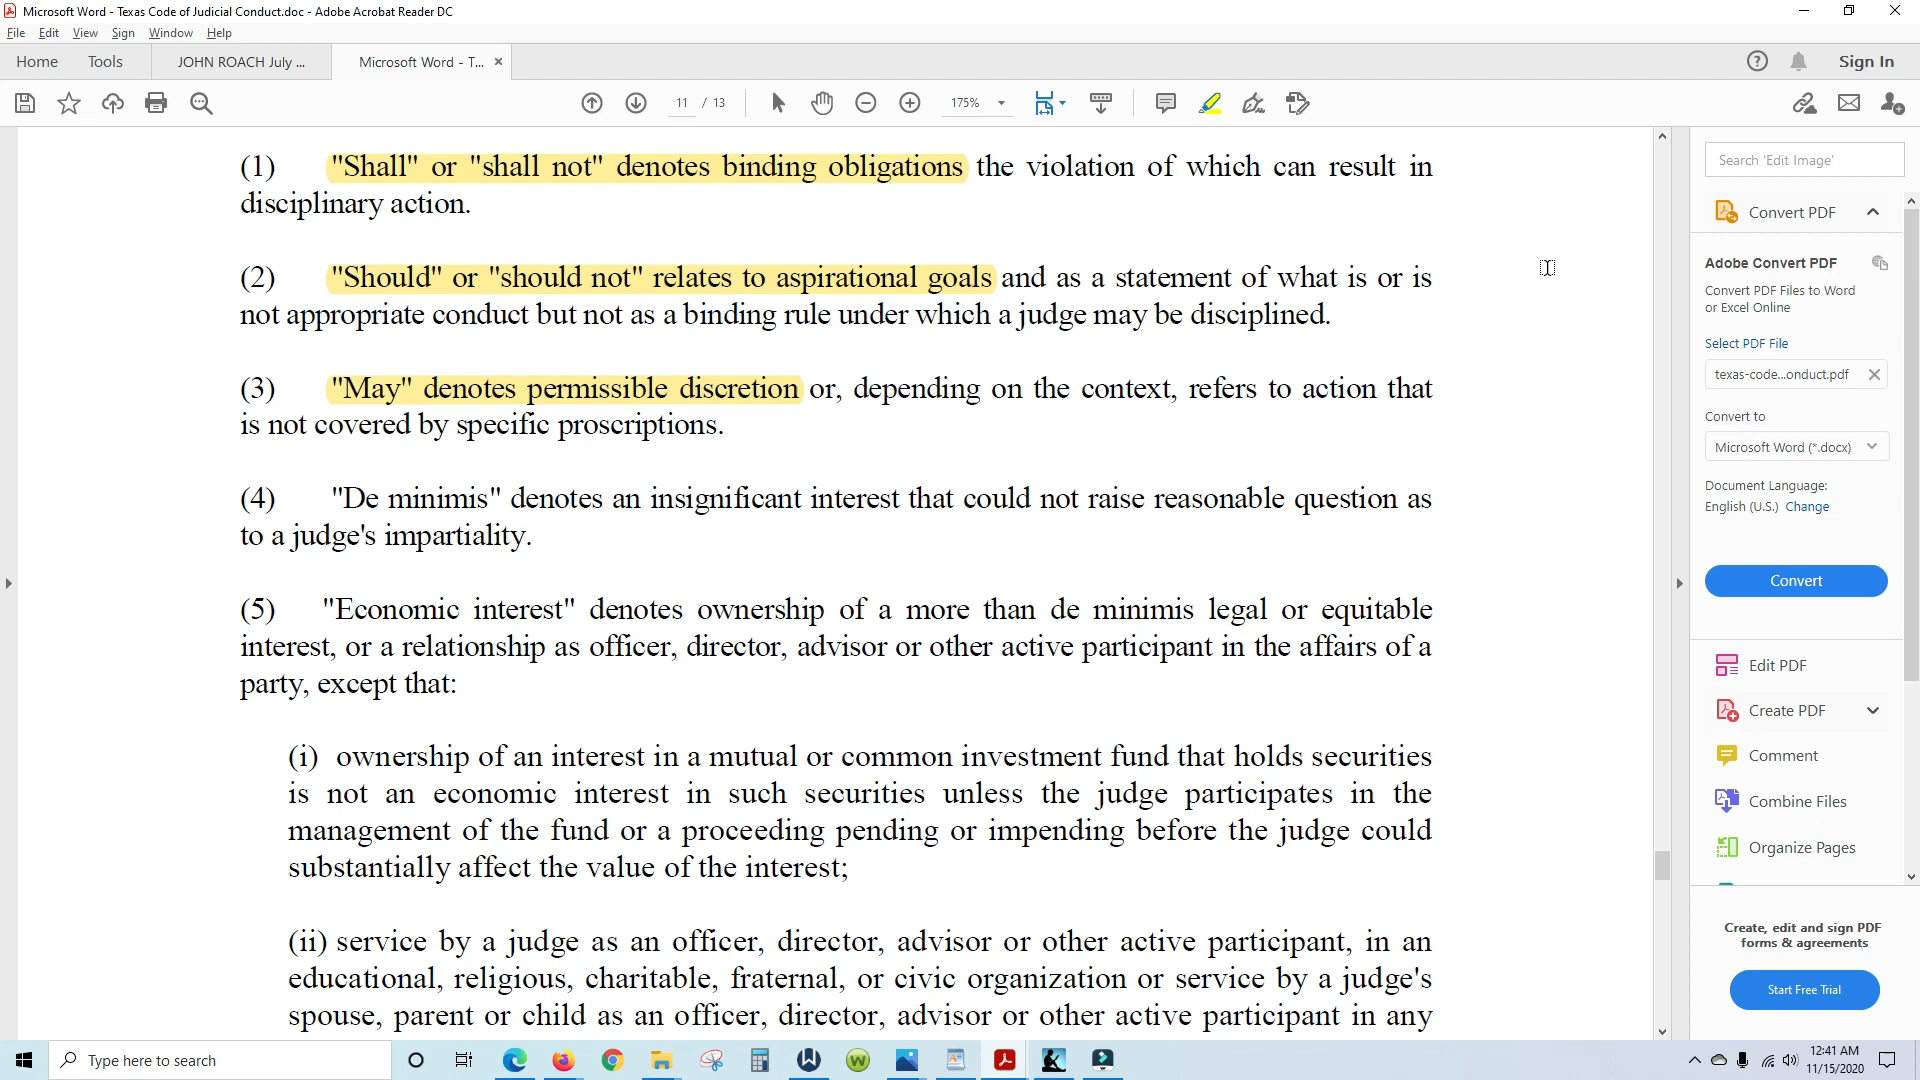 Microsoft Word - Texas Code of Judicial Conduct.doc - Adobe Acrobat Reader DC
File Edit View Sign Window Help
Home Tools JOHN ROACH July ... Microsoft Word - T... Sign In
11 / 13 175%
(1) "Shall" or "shall not" denotes binding obligations the violation of which can result in
disciplinary action.
(2) "Should" or "should not" relates to aspirational goals and as a statement of what is or is
not appropriate conduct but not as a binding rule under which a judge may be disciplined.
(3) "May" denotes permissible discretion or, depending on the context, refers to action that
is not covered by specific proscriptions.
(4) "De minimis" denotes an insignificant interest that could not raise reasonable question as
to a judge's impartiality.
(5) "Economic interest" denotes ownership of a more than de minimis legal or equitable
interest, or a relationship as officer, director, advisor or other active participant in the affairs of a
party, except that:
(i) ownership of an interest in a mutual or common investment fund that holds securities
is not an economic interest in such securities unless the judge participates in the
management of the fund or a proceeding pending or impending before the judge could
substantially affect the value of the interest;
(ii) service by a judge as an officer, director, advisor or other active participant, in an
educational, religious, charitable, fraternal, or civic organization or service by a judge's
spouse, parent or child as an officer, director, advisor or other active participant in any
Search 'Edit Image'
Convert PDF
Adobe Convert PDF
Convert PDF Files to Word
or Excel Online
Select PDF File
texas-code...onduct.pdf
Convert to
Microsoft Word (*.docx)
Document Language:
English (U.S.) Change
Convert
Edit PDF
Create PDF
Comment
Combine Files
Organize Pages
Create, edit and sign PDF
forms & agreements
Start Free Trial
Type here to search
12:41 AM
11/15/2020